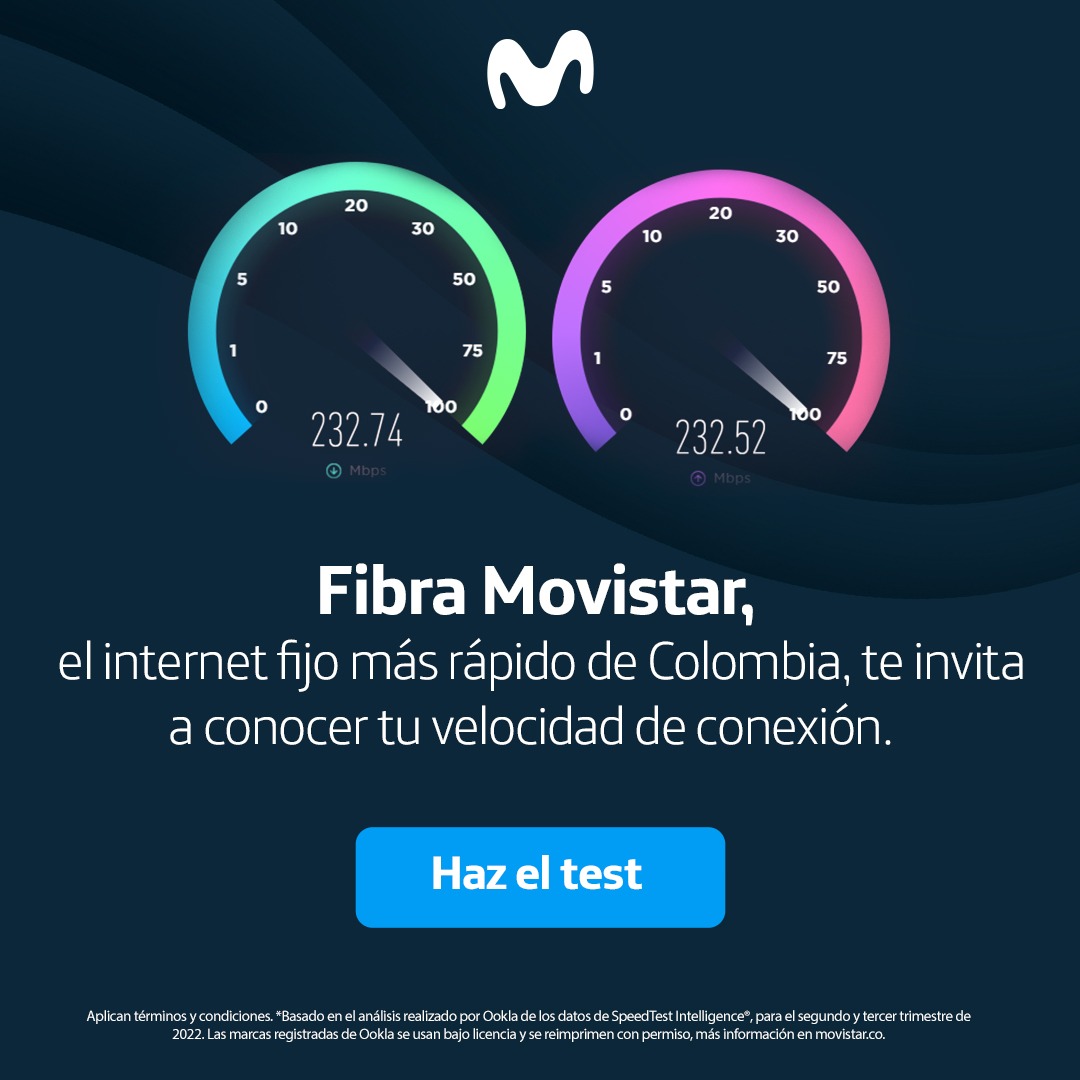 20
10
30
5
50
1
75
0
100
232.74
Mbps
20
10
30
5
50
1
75
0
100
232.52
Mbps
Fibra Movistar,
el internet fijo más rápido de Colombia, te invita
a conocer tu velocidad de conexión.
Haz el test
Aplican términos y condiciones. *Basado en el análisis realizado por Ookla de los datos de SpeedTest Intelligence®, para el segundo y tercer trimestre de
2022. Las marcas registradas de Ookla se usan bajo licencia y se reimprimen con permiso, más información en movistar.co.